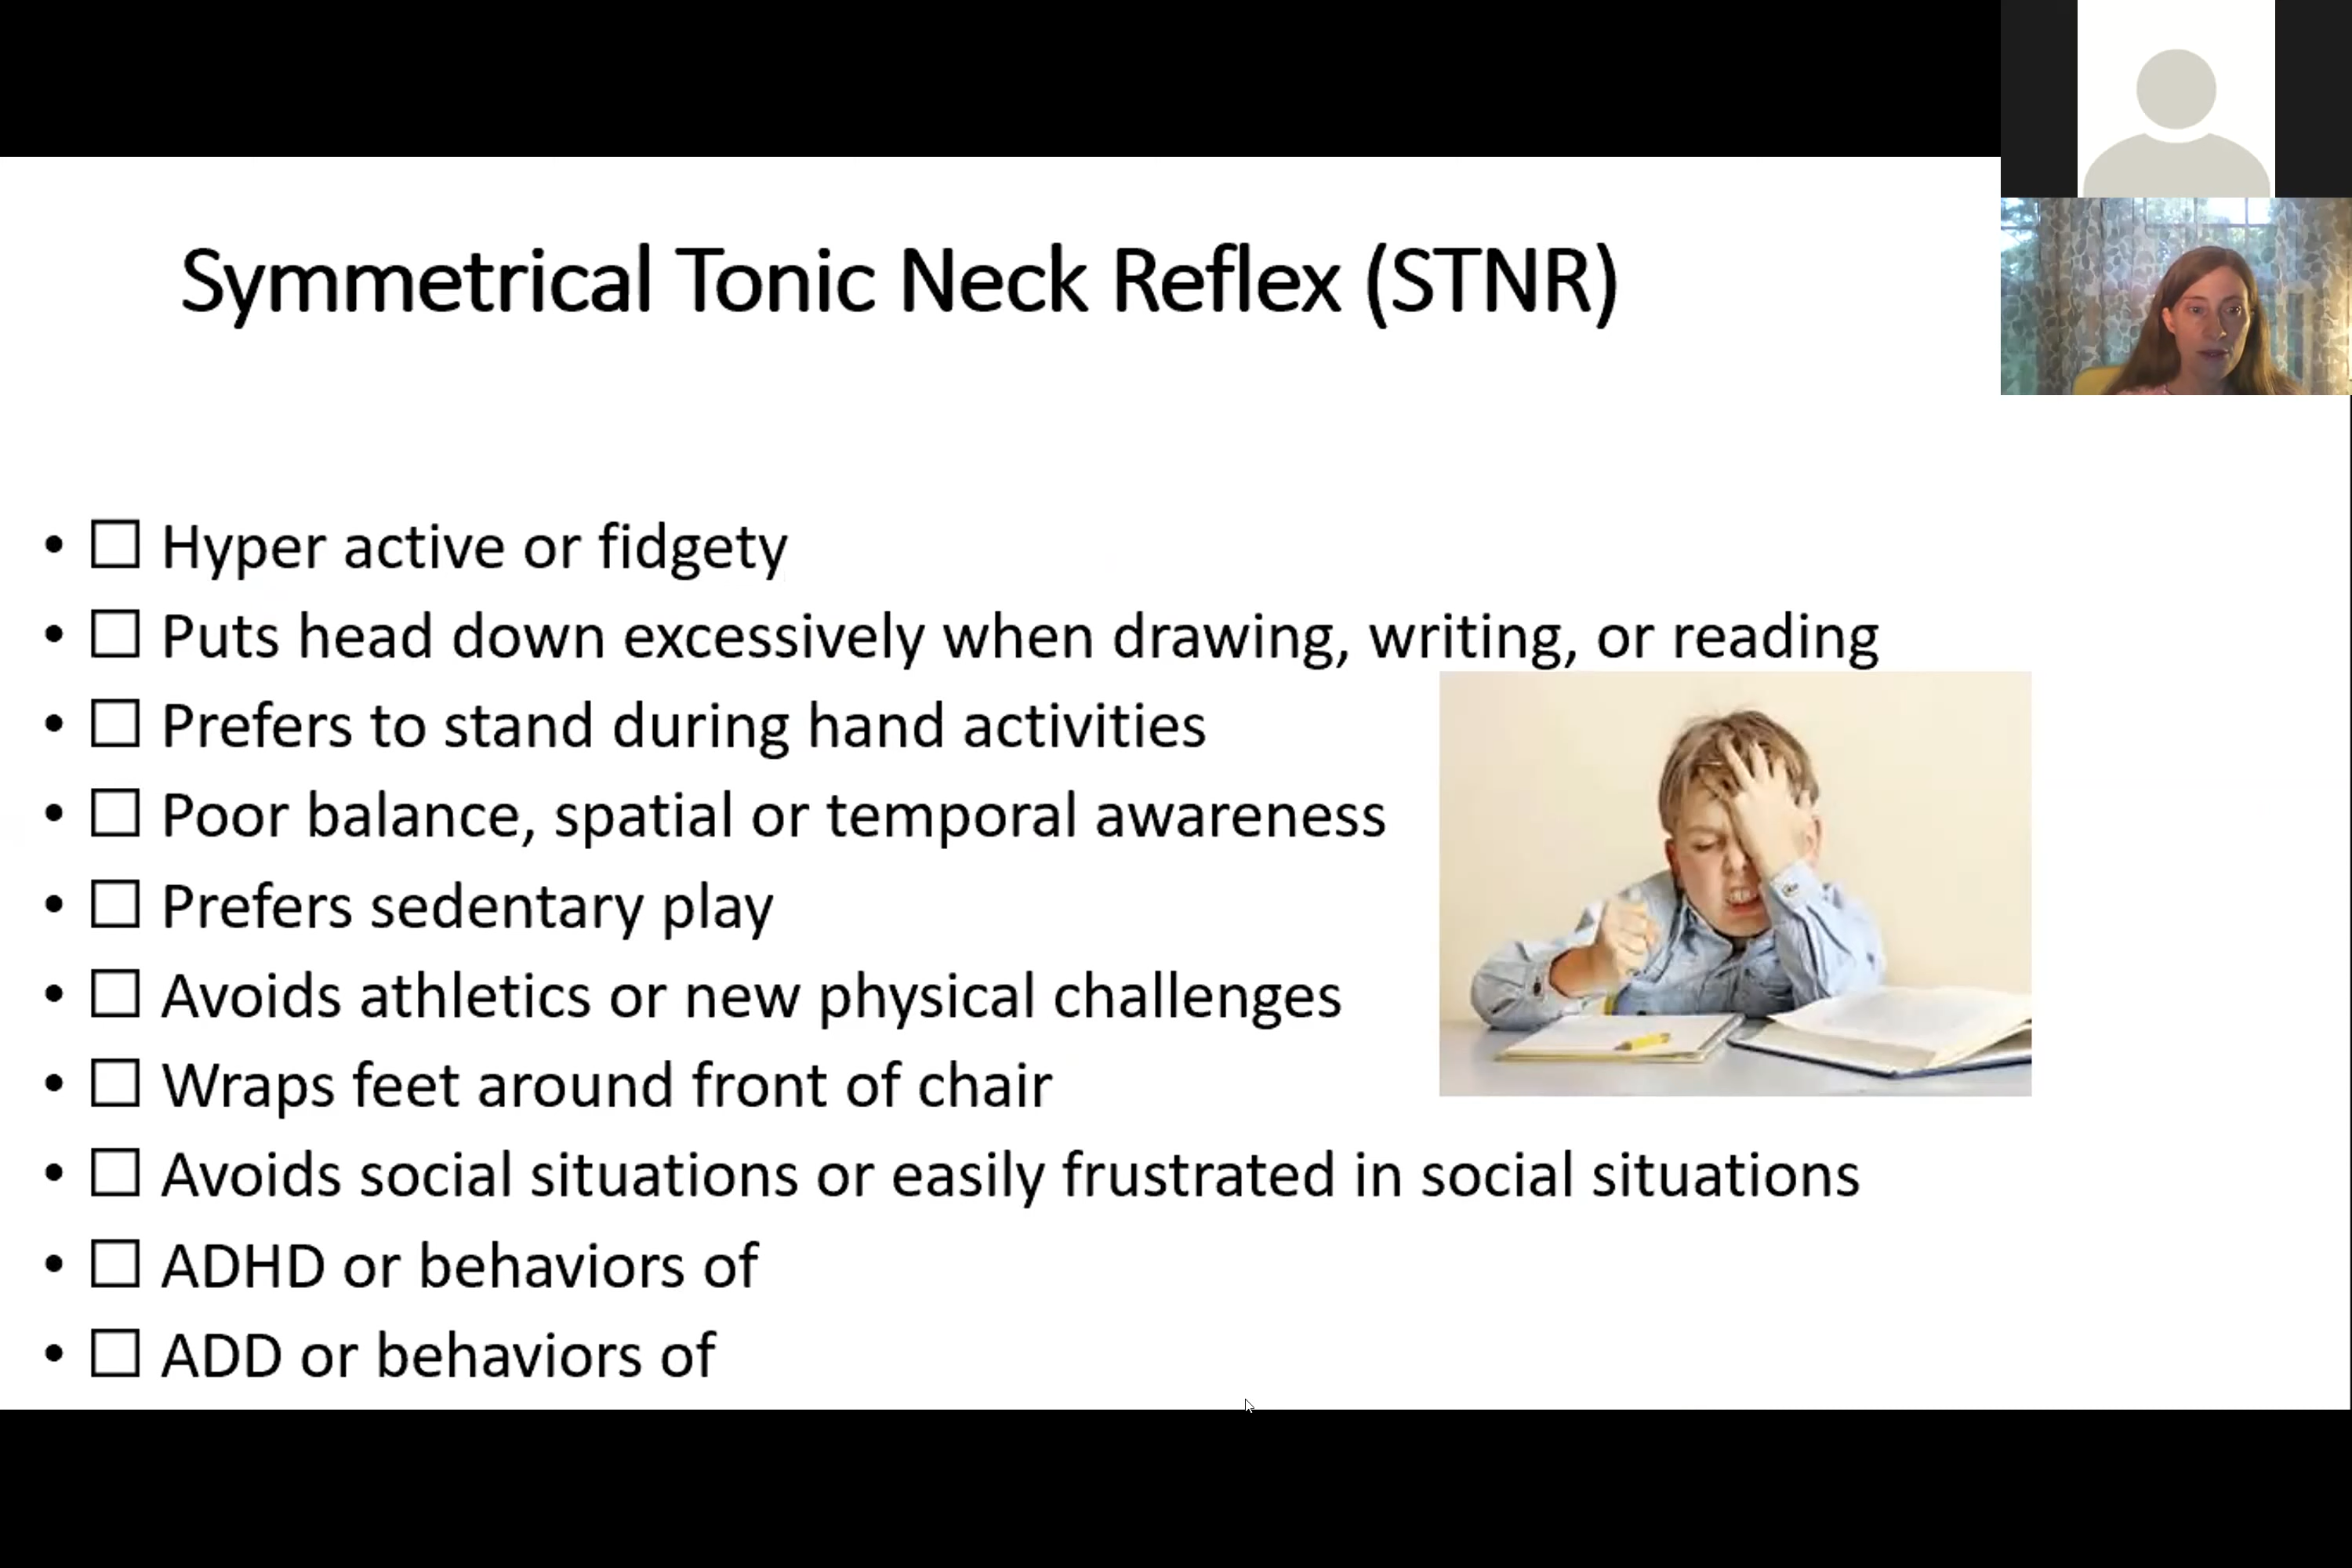 Symmetrical Tonic Neck Reflex (STNR)
• ☐ Hyper active or fidgety
• ☐ Puts head down excessively when drawing, writing, or reading
• ☐ Prefers to stand during hand activities
• ☐ Poor balance, spatial or temporal awareness
• ☐ Prefers sedentary play
• ☐ Avoids athletics or new physical challenges
• ☐ Wraps feet around front of chair
• ☐ Avoids social situations or easily frustrated in social situations
• ☐ ADHD or behaviors of
• ☐ ADD or behaviors of